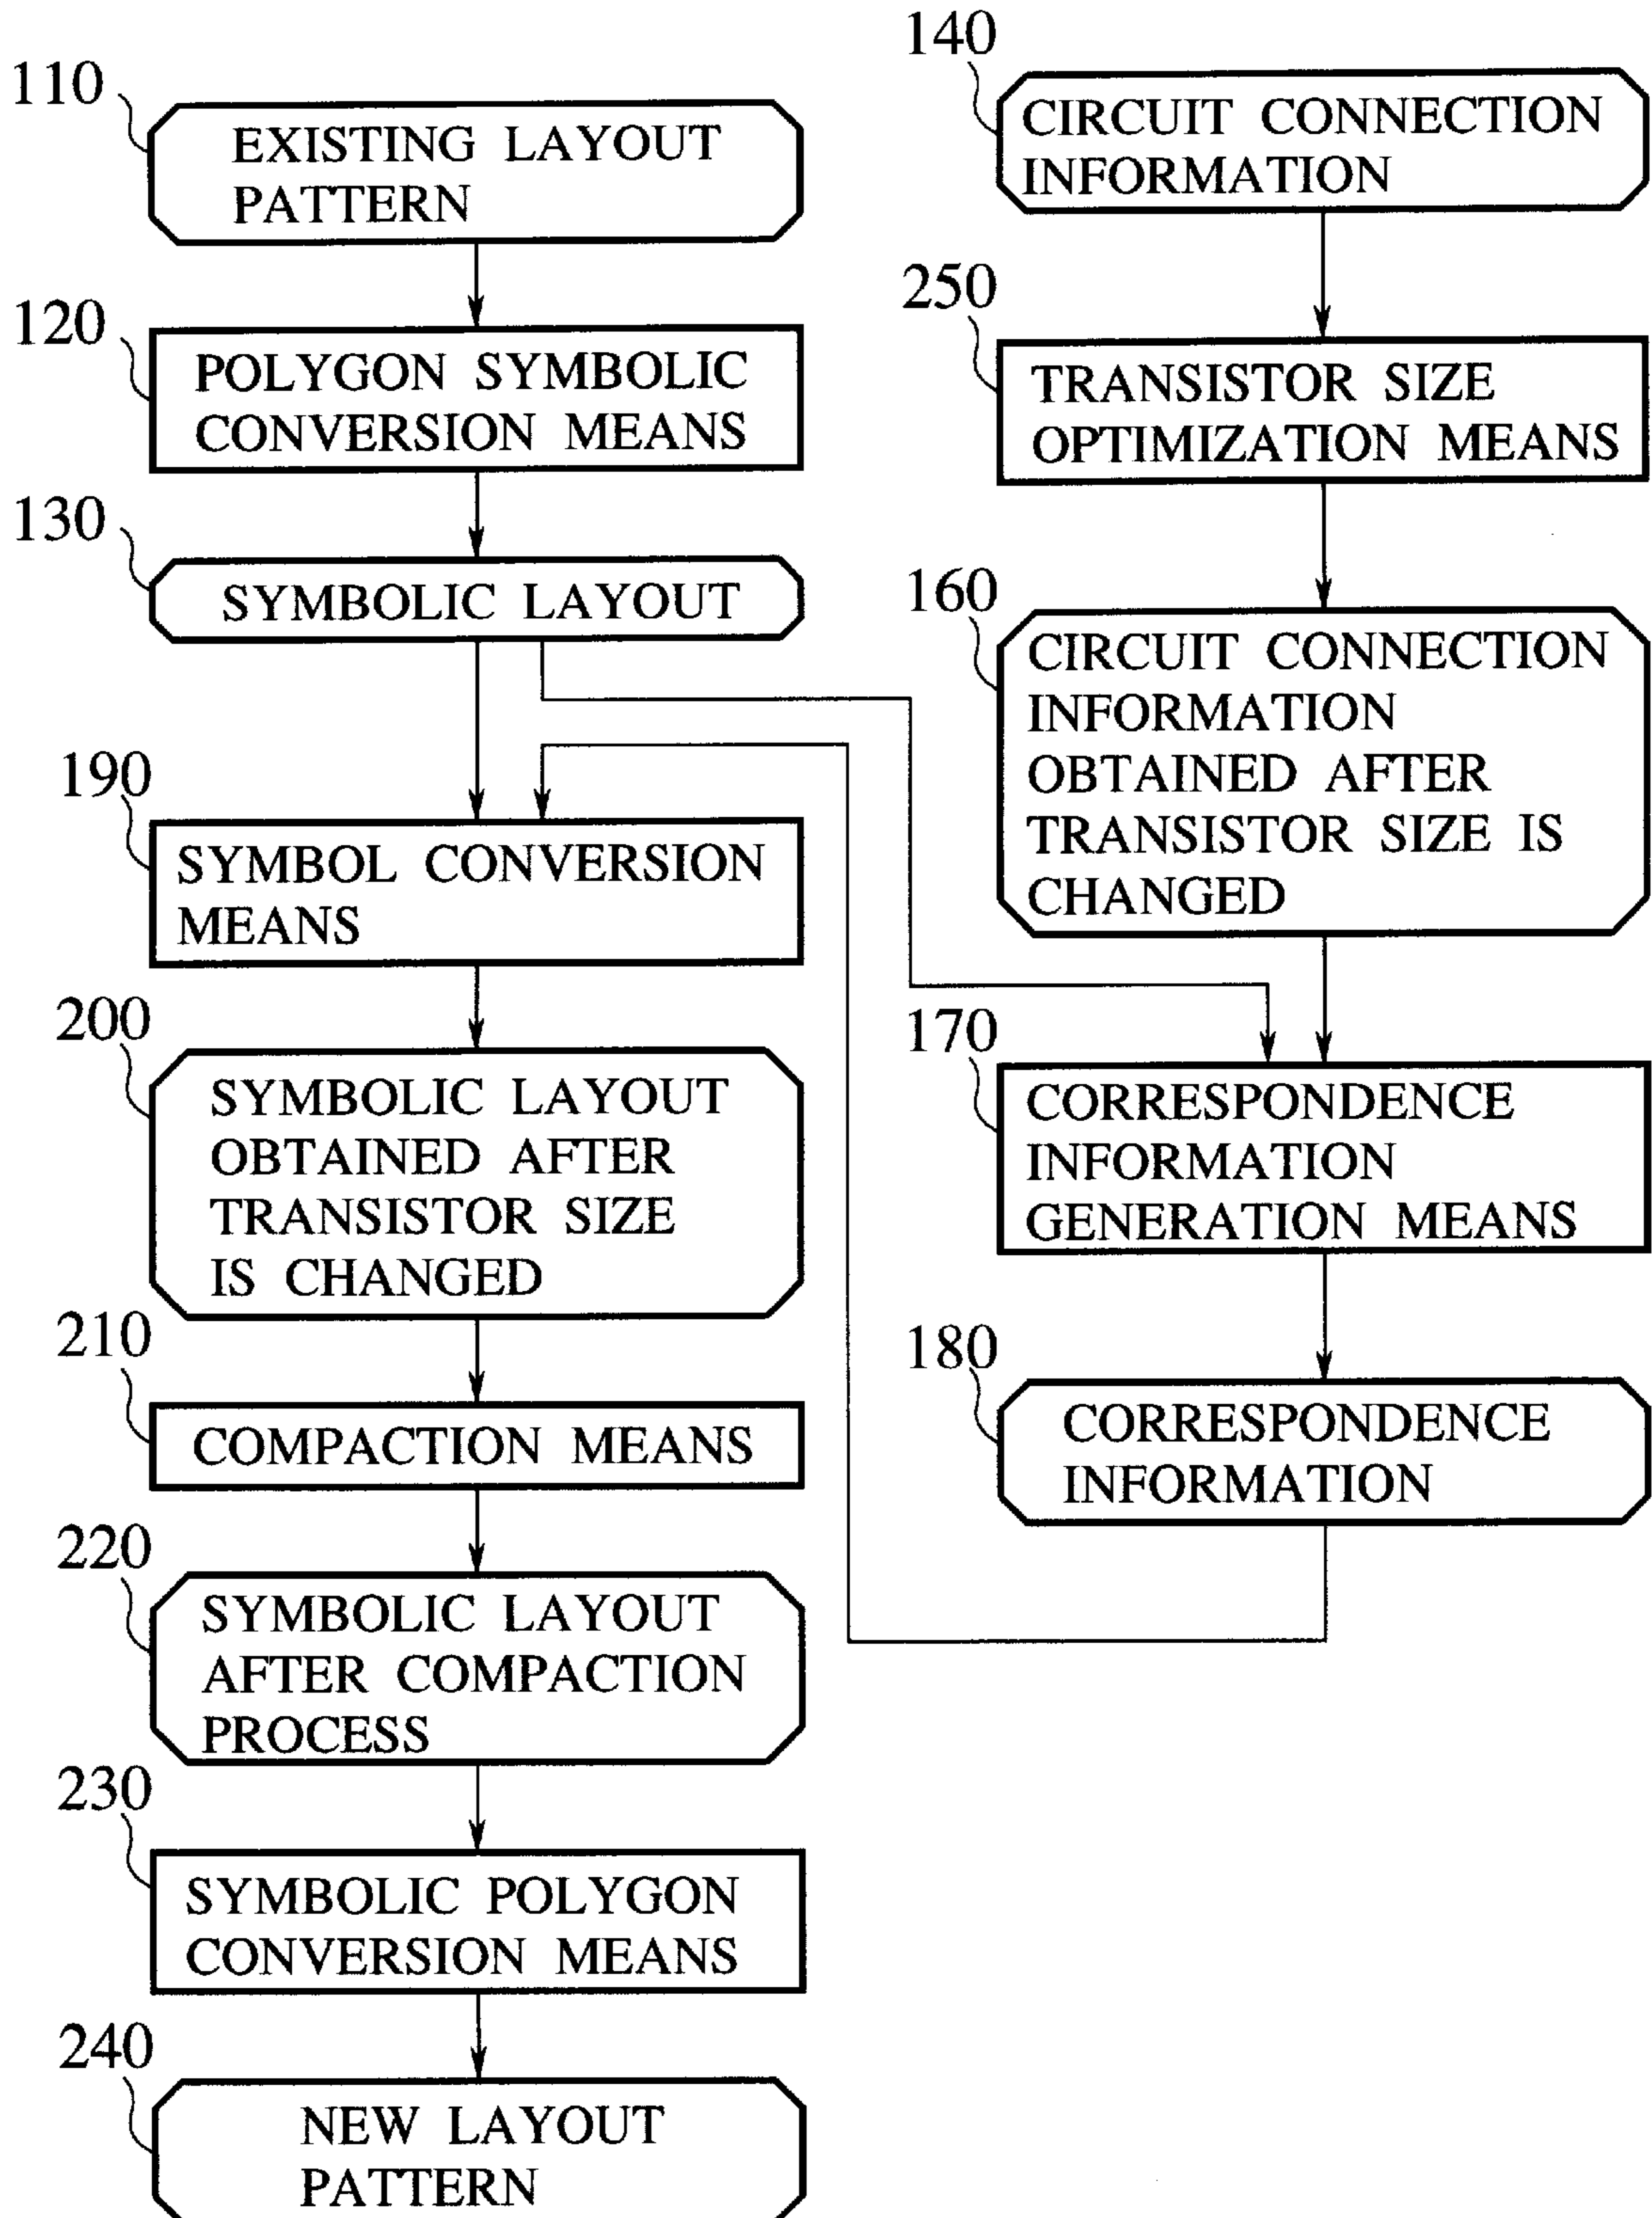 110
EXISTING LAYOUT
PATTERN
120
POLYGON SYMBOLIC
CONVERSION MEANS
130
SYMBOLIC LAYOUT
190
SYMBOL CONVERSION
MEANS
200
SYMBOLIC LAYOUT
OBTAINED AFTER
TRANSISTOR SIZE
IS CHANGED
210
COMPACTION MEANS
220
SYMBOLIC LAYOUT
AFTER COMPACTION
PROCESS
230
SYMBOLIC POLYGON
CONVERSION MEANS
240
NEW LAYOUT
PATTERN
140
CIRCUIT CONNECTION
INFORMATION
250
TRANSISTOR SIZE
OPTIMIZATION MEANS
160
CIRCUIT CONNECTION
INFORMATION
OBTAINED AFTER
TRANSISTOR SIZE IS
CHANGED
170
CORRESPONDENCE
INFORMATION
GENERATION MEANS
180
CORRESPONDENCE
INFORMATION